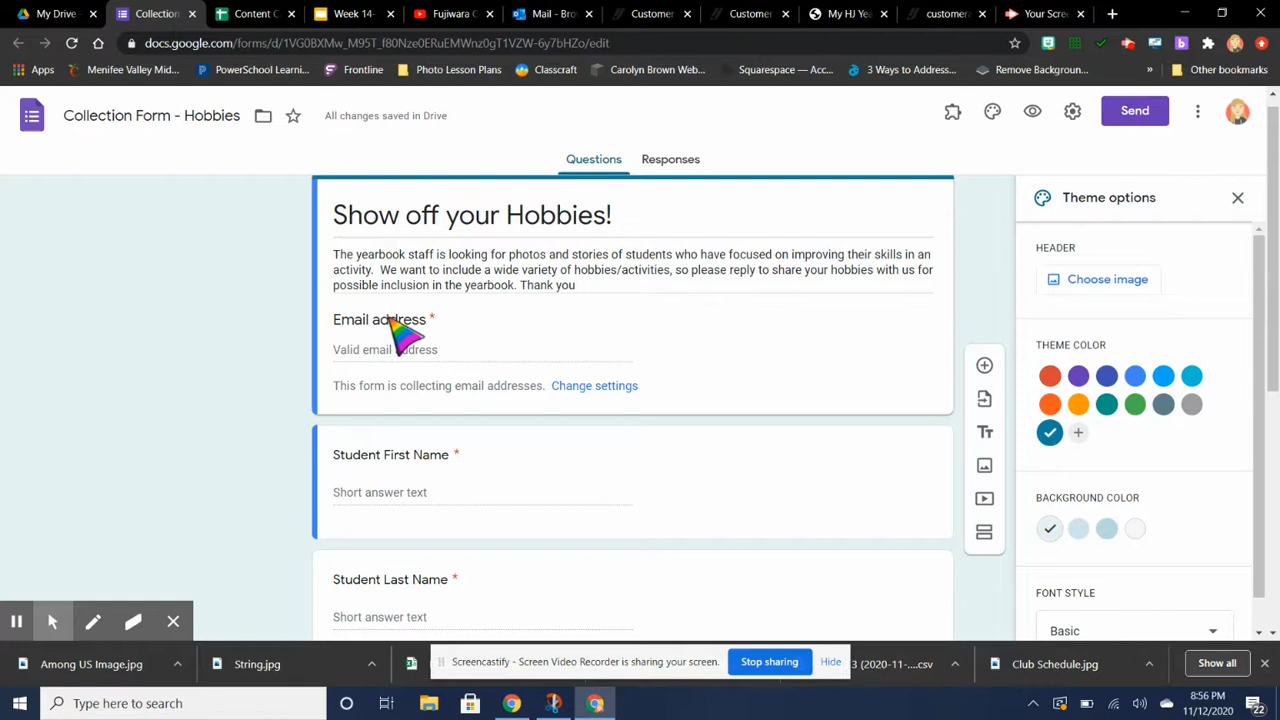 My Drive -
Collection
Content C
Week 14-
Fujiwara C
Mail - Bro
Customer
Customer
My HJ Yea
customer
Your Scree
docs.google.com/forms/d/1VG0BXMw_M95T_f80Nze0ERuEMWnz0gT1VZW-6y7bHZo/edit
Apps
Menifee Valley Mid...
PowerSchool Learni...
Frontline
Photo Lesson Plans
Classcraft
Carolyn Brown Web...
Squarespace — Acc...
3 Ways to Address...
Remove Backgroun...
»
Other bookmarks
Collection Form - Hobbies
All changes saved in Drive
Send
Questions
Responses
Show off your Hobbies!
The yearbook staff is looking for photos and stories of students who have focused on improving their skills in an
activity. We want to include a wide variety of hobbies/activities, so please reply to share your hobbies with us for
possible inclusion in the yearbook. Thank you
Email address *
Valid email address
This form is collecting email addresses. Change settings
Student First Name *
Short answer text
Student Last Name *
Short answer text
Theme options
HEADER
Choose image
THEME COLOR
BACKGROUND COLOR
FONT STYLE
Basic
Among US Image.jpg
String.jpg
Screencastify - Screen Video Recorder is sharing your screen.
Stop sharing
Hide
3 (2020-11-....csv
Club Schedule.jpg
Show all
Type here to search
8:56 PM
11/12/2020
22